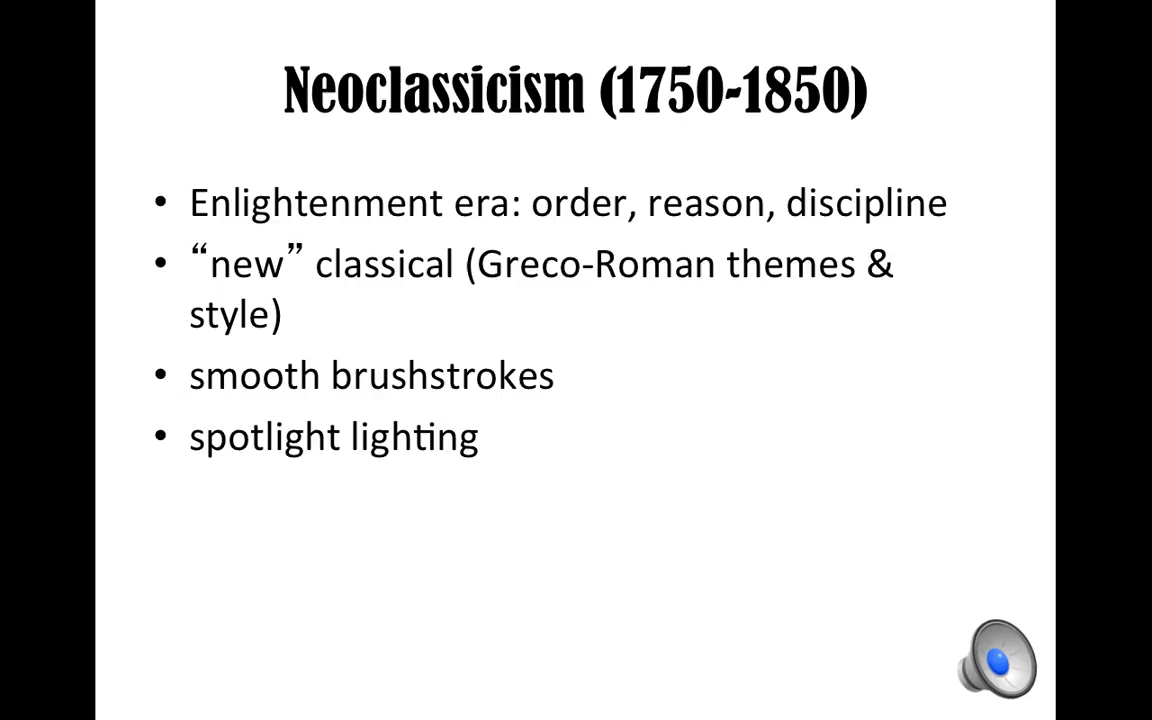 Neoclassicism (1750-1850)
• Enlightenment era: order, reason, discipline
• “new” classical (Greco-Roman themes &
style)
• smooth brushstrokes
• spotlight lighting